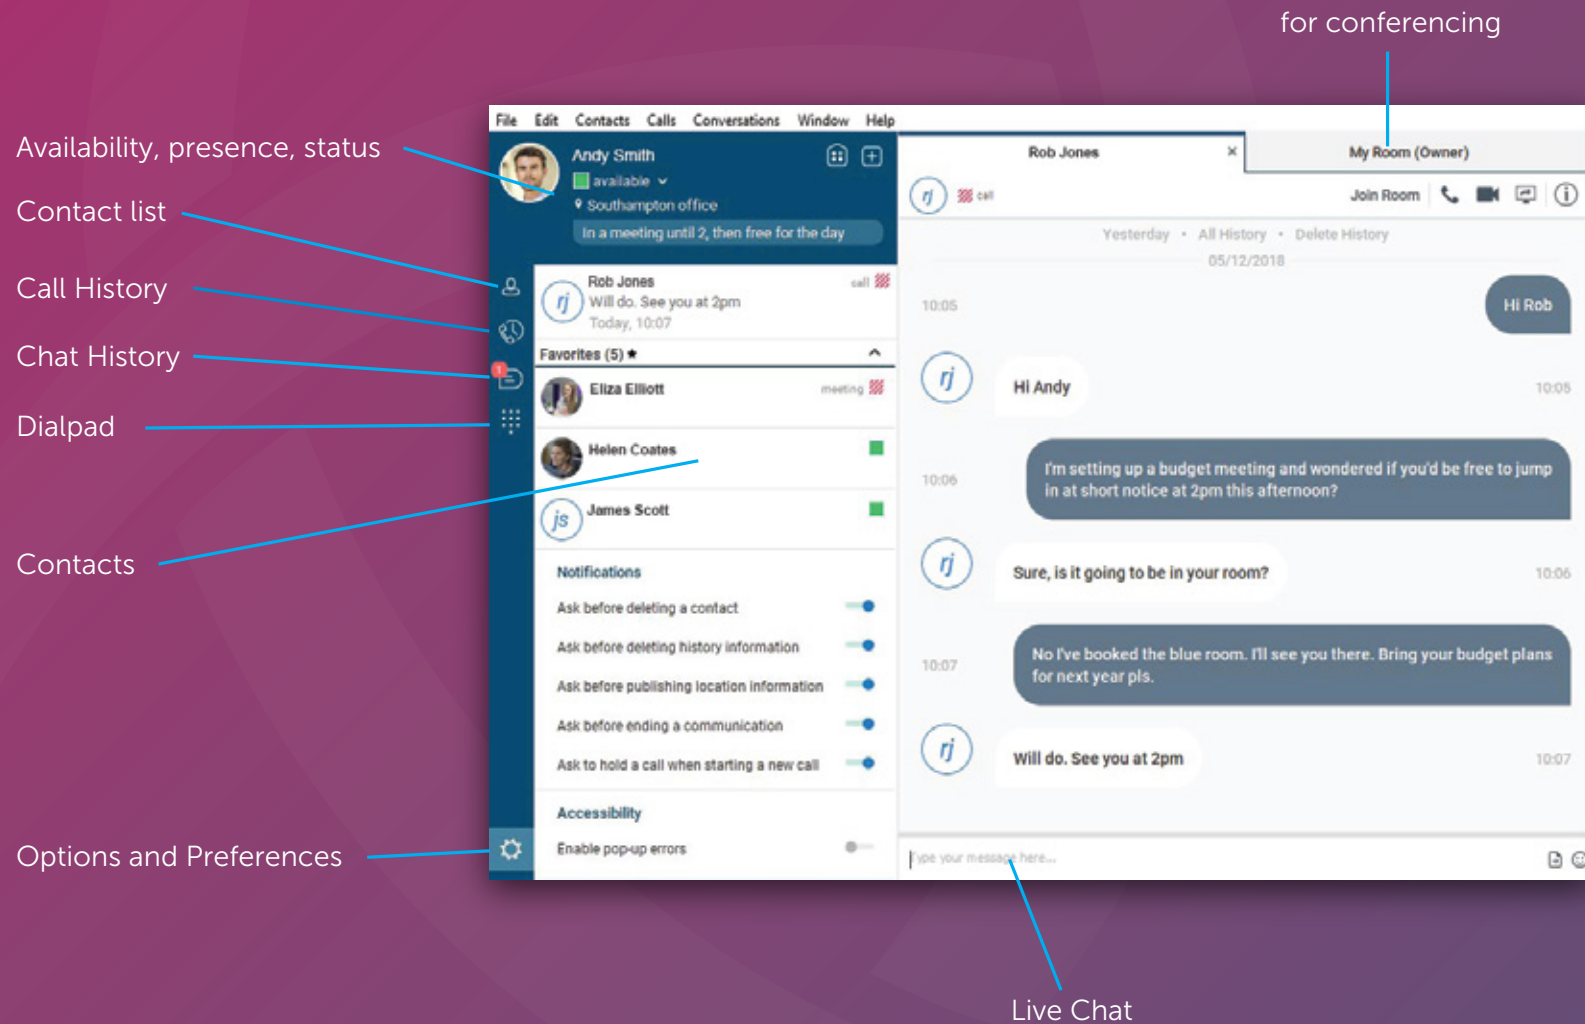 for conferencing
Availability, presence, status
Contact list
Call History
Chat History
Dialpad
Contacts
Options and Preferences
File Edit Contacts Calls Conversations Window Help
Andy Smith
available
Southampton office
In a meeting until 2, then free for the day
Rob Jones
call
Will do. See you at 2pm
Today, 10:07
Favorites (5)
1
Eliza Elliott
meeting
Helen Coates
js
James Scott
Notifications
Ask before deleting a contact
Ask before deleting history information
Ask before publishing location information
Ask before ending a communication
Ask to hold a call when starting a new call
Accessibility
Enable pop-up errors
Rob Jones
My Room (Owner)
rj
call
Join Room
Yesterday • All History • Delete History
05/12/2018
10:05
Hi Rob
rj
Hi Andy
10:05
10:06
I'm setting up a budget meeting and wondered if you'd be free to jump
in at short notice at 2pm this afternoon?
rj
Sure, is it going to be in your room?
10:06
10:07
No I've booked the blue room. I'll see you there. Bring your budget plans
for next year pls.
rj
Will do. See you at 2pm
10:07
Type your message here...
Live Chat
rj